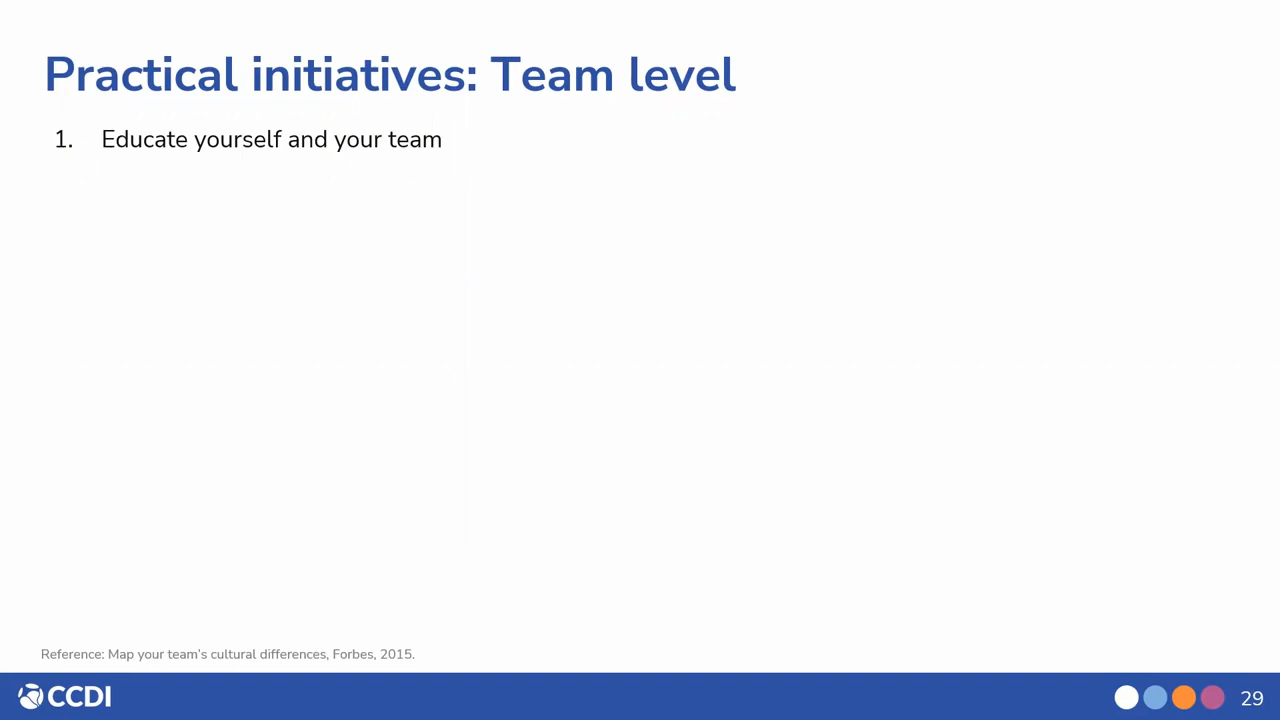 Practical initiatives: Team level
1. Educate yourself and your team
Reference: Map your team's cultural differences, Forbes, 2015.
CCDI
29